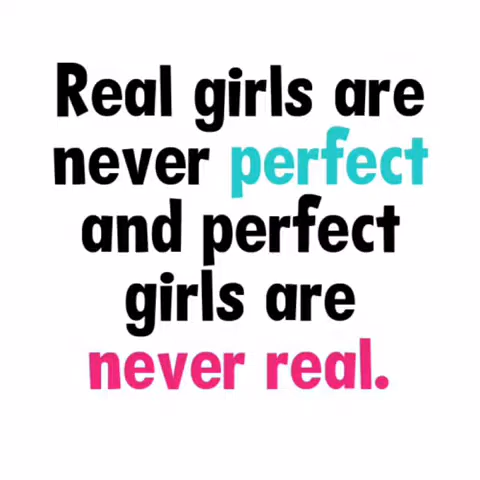 Real girls are
never perfect
and perfect
girls are
never real.